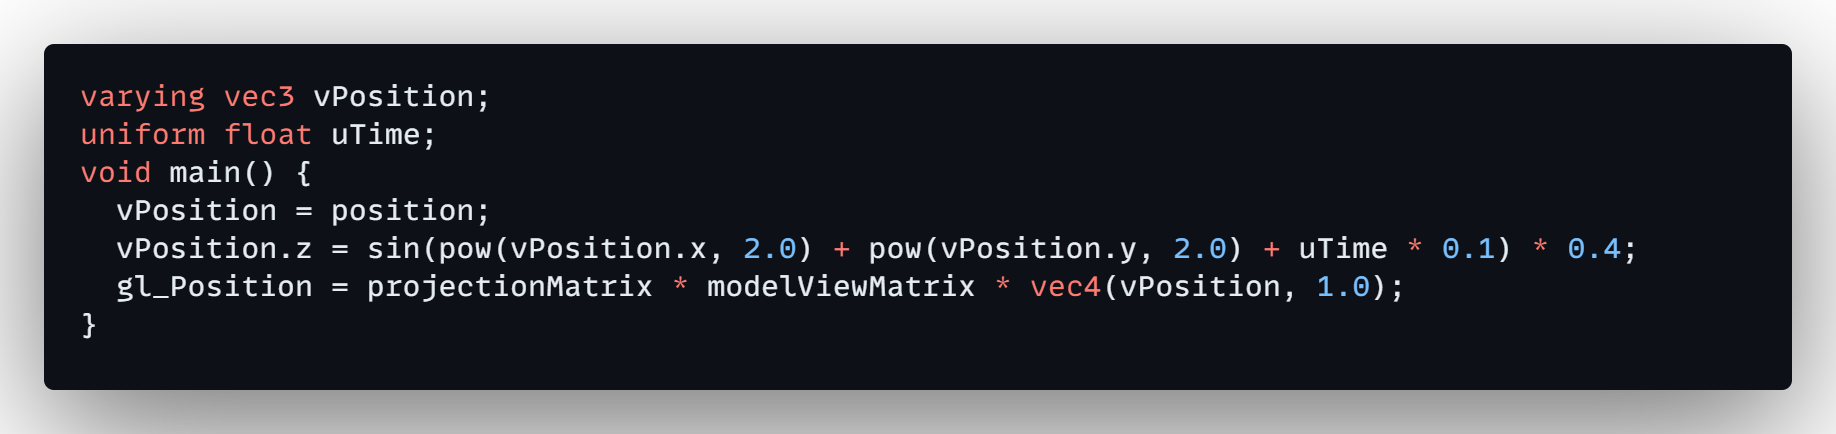 varying vec3 vPosition;
uniform float uTime;
void main() {
  vPosition = position;
  vPosition.z = sin(pow(vPosition.x, 2.0) + pow(vPosition.y, 2.0) + uTime * 0.1) * 0.4;
  gl_Position = projectionMatrix * modelViewMatrix * vec4(vPosition, 1.0);
}